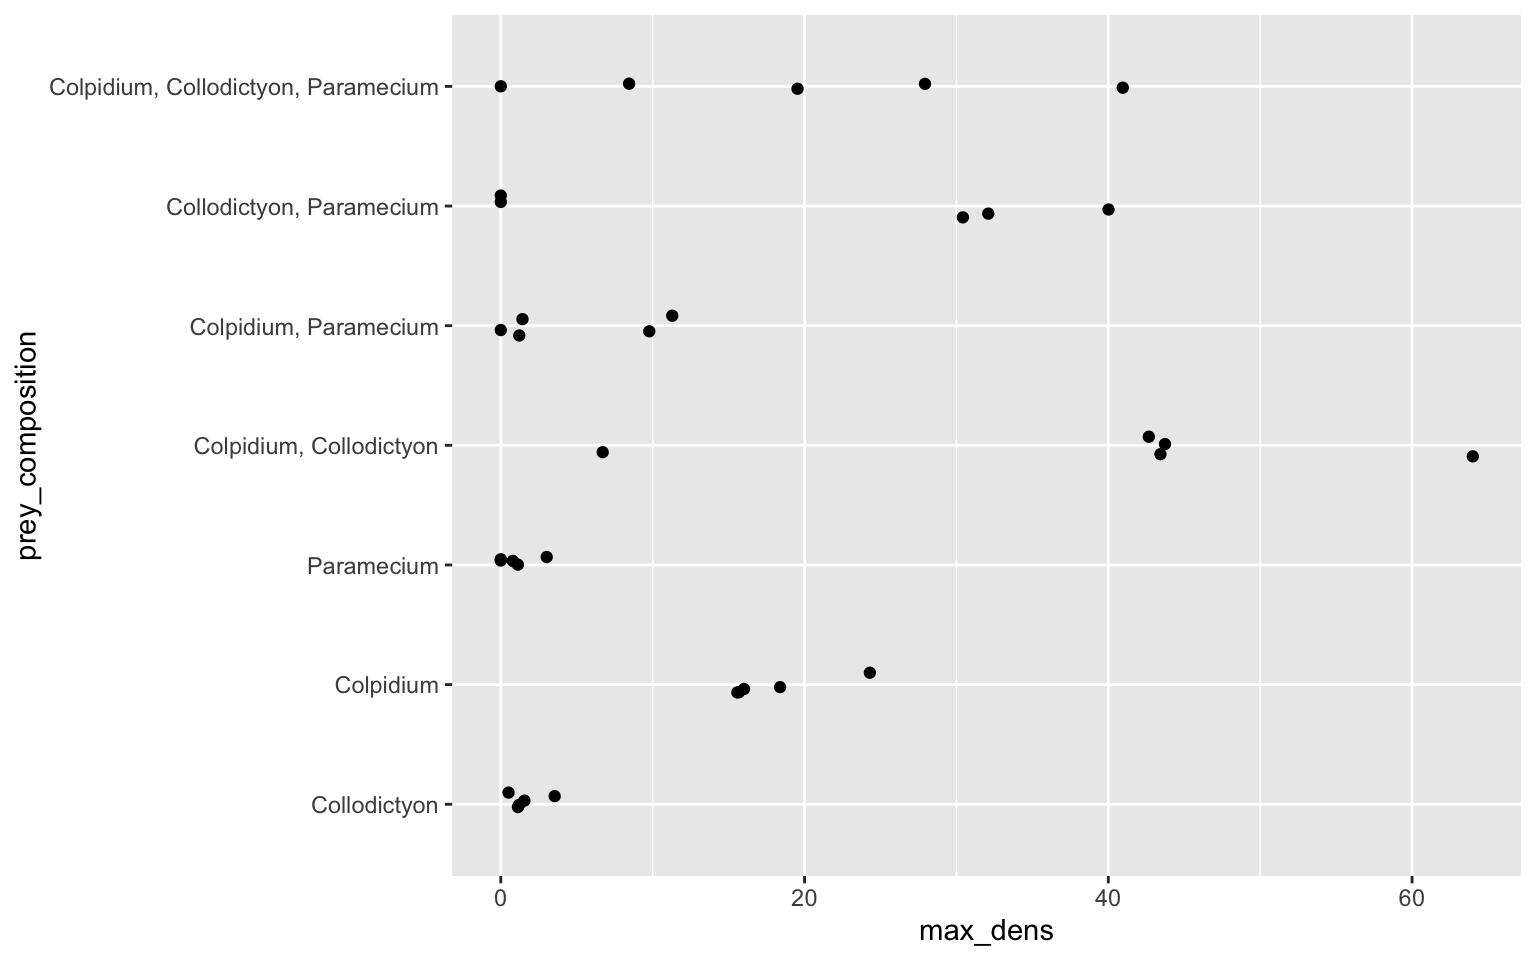 Colpidium, Collodictyon, Paramecium
Collodictyon, Paramecium
Colpidium, Paramecium
Colpidium, Collodictyon
Paramecium
Colpidium
Collodictyon
prey_composition
0 20 40 60
max_dens